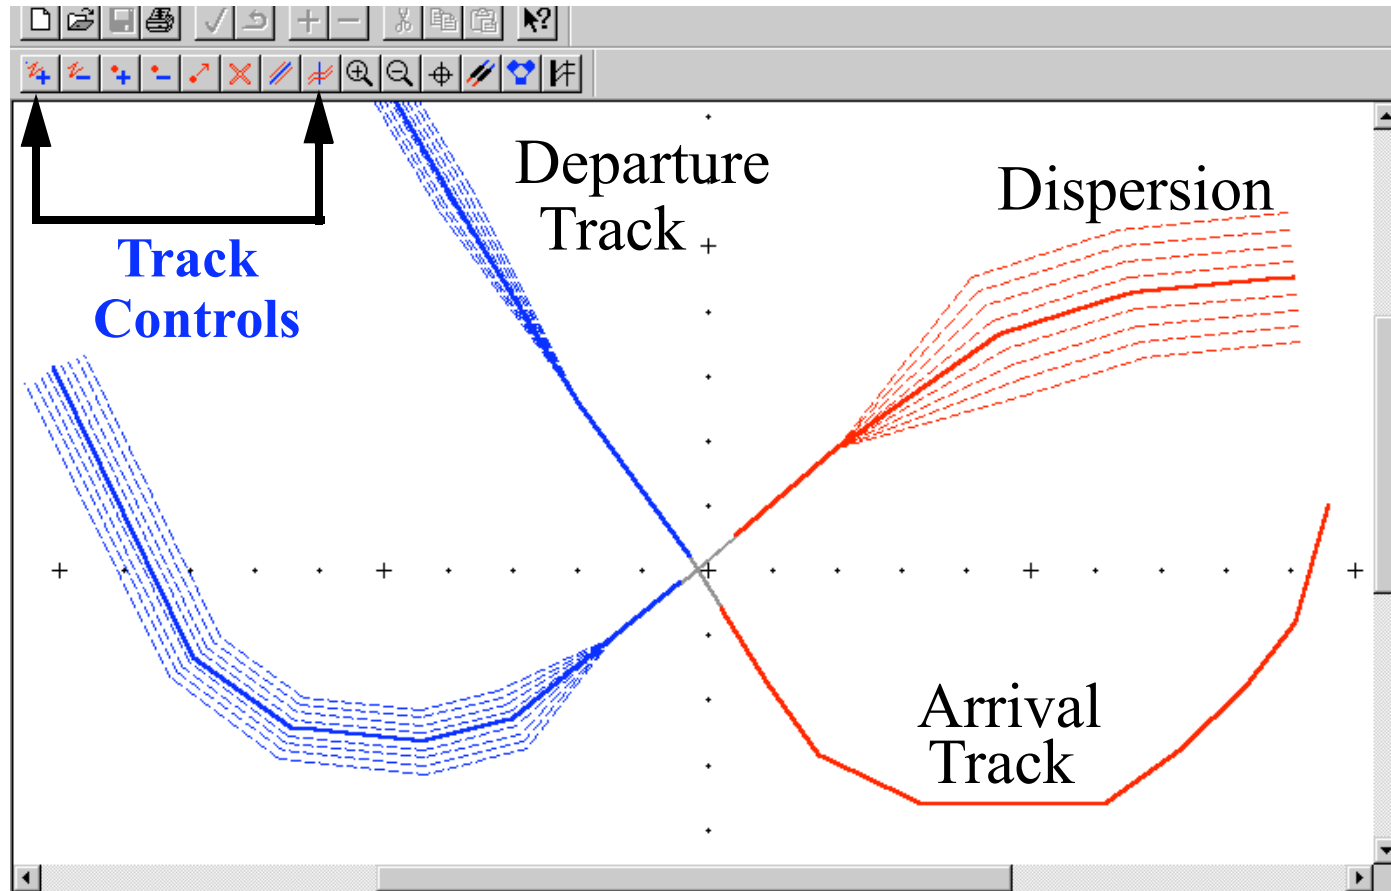 Departure
Track
Dispersion
Track
Controls
Arrival
Track